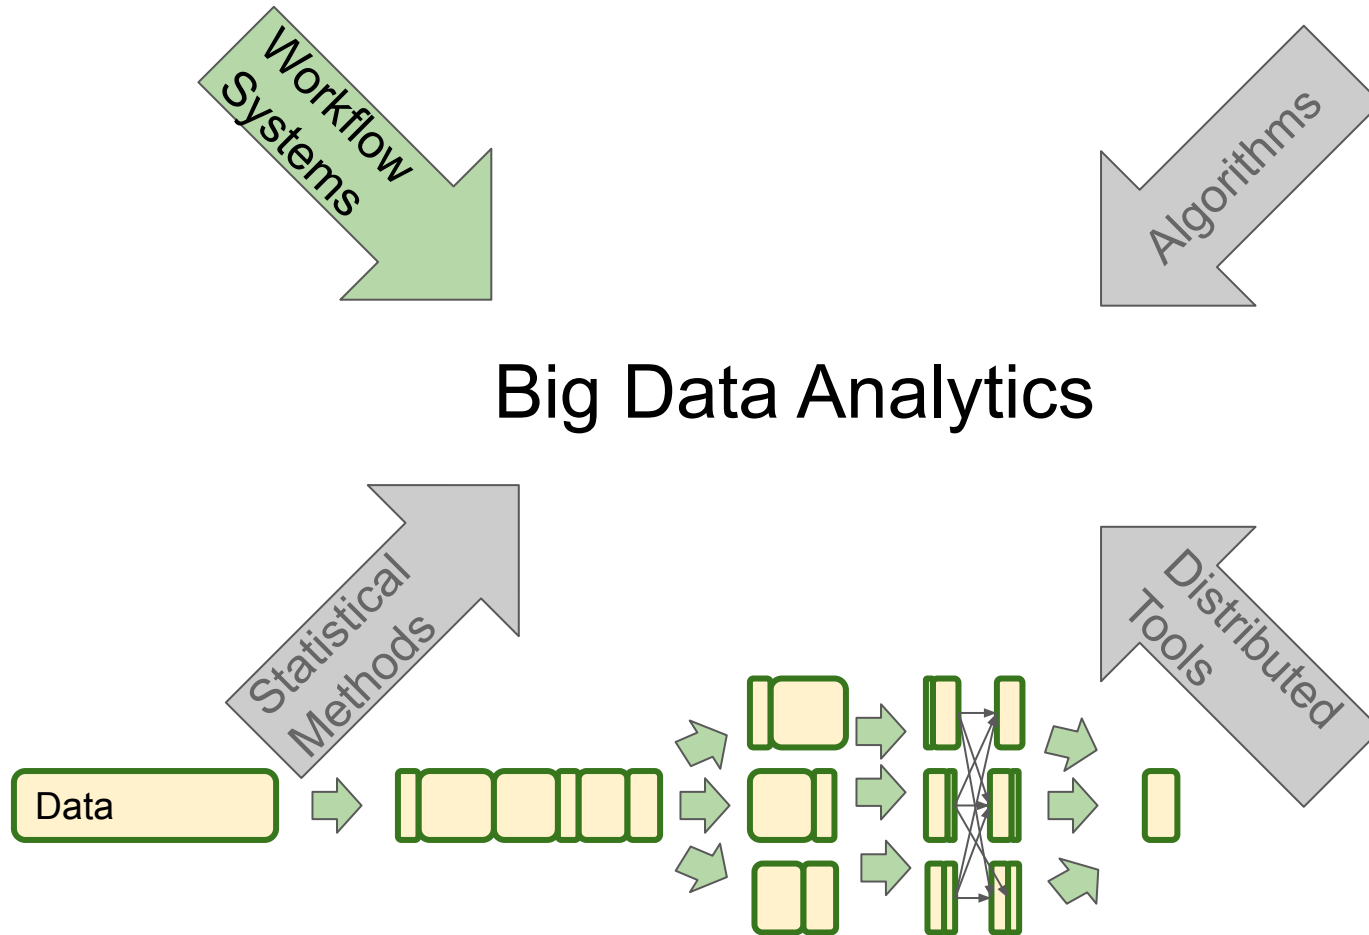 Workflow
Systems
Algorithms
Big Data Analytics
Statistical
Methods
Distributed
Tools
Data